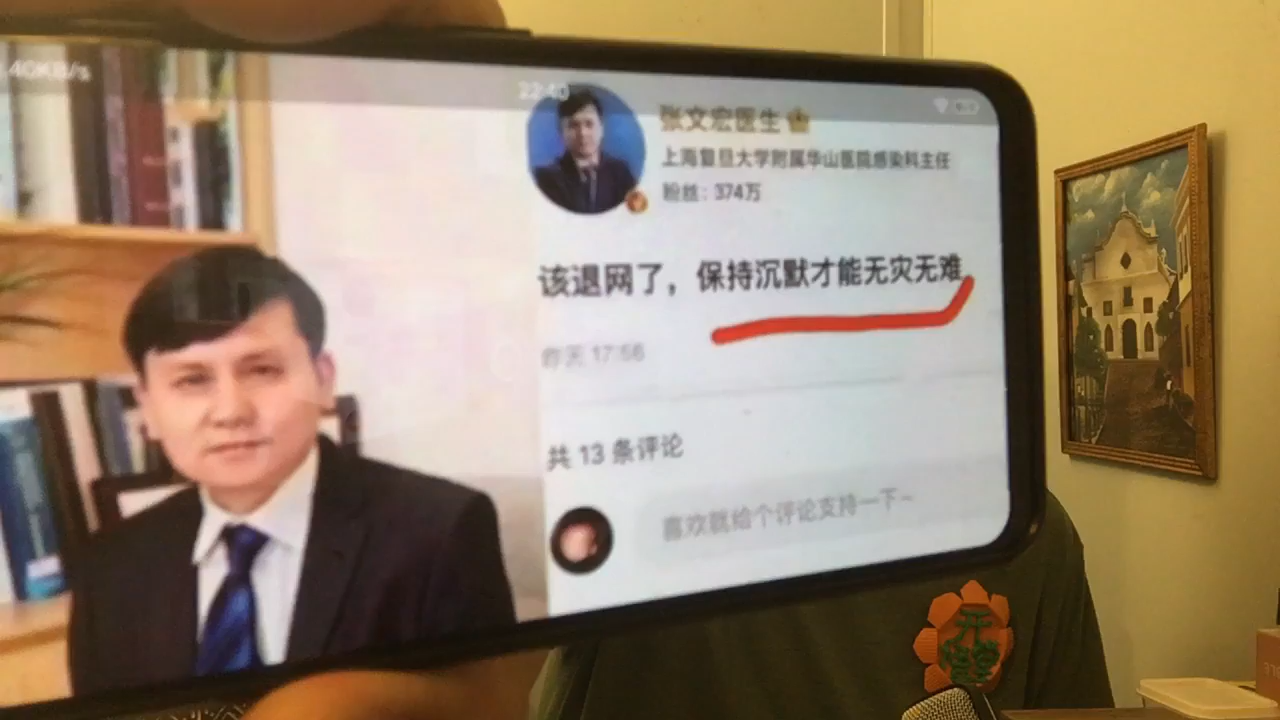 .40KB/s
22:40
张文宏医生
上海复旦大学附属华山医院感染科主任
粉丝：374万
该退网了，保持沉默才能无灾无难
昨天 17:56
共 13 条评论
喜欢就给个评论支持一下~